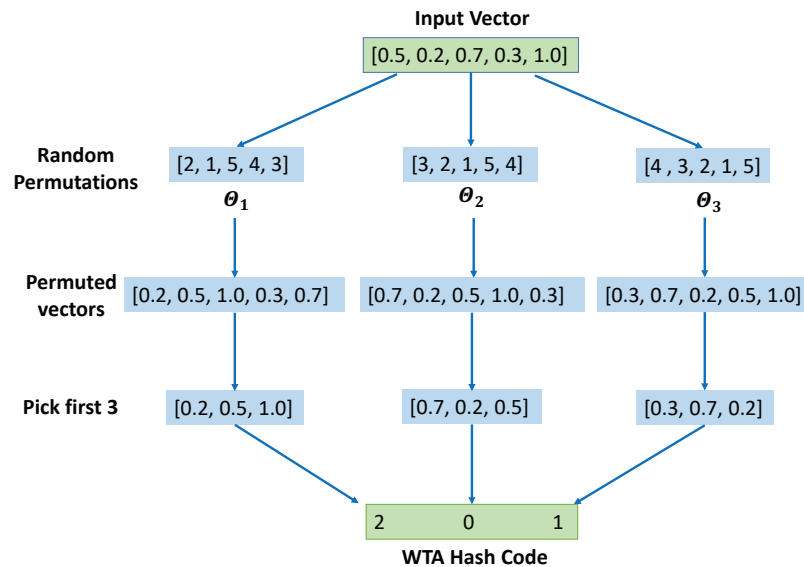 Input Vector
[0.5, 0.2, 0.7, 0.3, 1.0]
Random
Permutations
[2, 1, 5, 4, 3]
[3, 2, 1, 5, 4]
[4 , 3, 2, 1, 5]
Θ1
Θ2
Θ3
Permuted
vectors
[0.2, 0.5, 1.0, 0.3, 0.7]
[0.7, 0.2, 0.5, 1.0, 0.3]
[0.3, 0.7, 0.2, 0.5, 1.0]
Pick first 3
[0.2, 0.5, 1.0]
[0.7, 0.2, 0.5]
[0.3, 0.7, 0.2]
2 0 1
WTA Hash Code